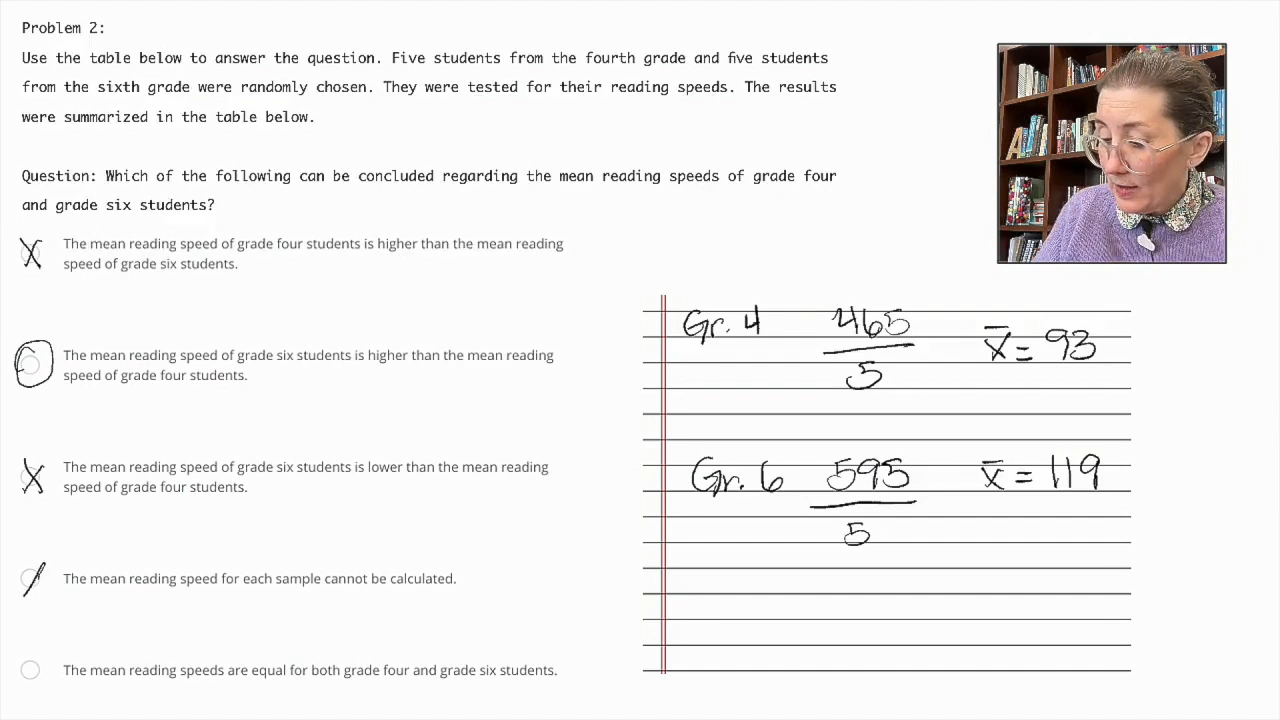 Problem 2:
Use the table below to answer the question. Five students from the fourth grade and five students
from the sixth grade were randomly chosen. They were tested for their reading speeds. The results
were summarized in the table below.
Question: Which of the following can be concluded regarding the mean reading speeds of grade four
and grade six students?
The mean reading speed of grade four students is higher than the mean reading
speed of grade six students.
The mean reading speed of grade six students is higher than the mean reading
speed of grade four students.
The mean reading speed of grade six students is lower than the mean reading
speed of grade four students.
The mean reading speed for each sample cannot be calculated.
The mean reading speeds are equal for both grade four and grade six students.
Gr. 4 465 x̅ = 93
5
Gr. 6 595 x̅ = 119
5